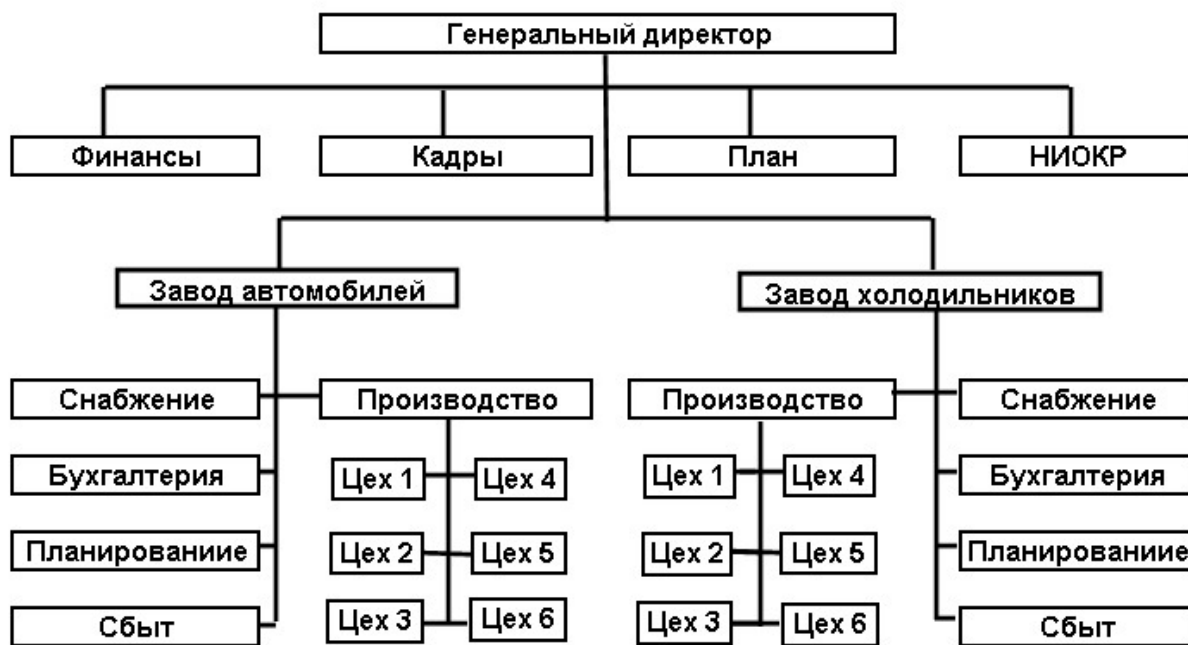 Генеральный директор
Финансы
Кадры
План
НИОКР
Завод автомобилей
Завод холодильников
Снабжение
Производство
Производство
Снабжение
Бухгалтерия
Цех 1
Цех 4
Цех 1
Цех 4
Бухгалтерия
Планированиие
Цех 2
Цех 5
Цех 2
Цех 5
Планированиие
Сбыт
Цех 3
Цех 6
Цех 3
Цех 6
Сбыт